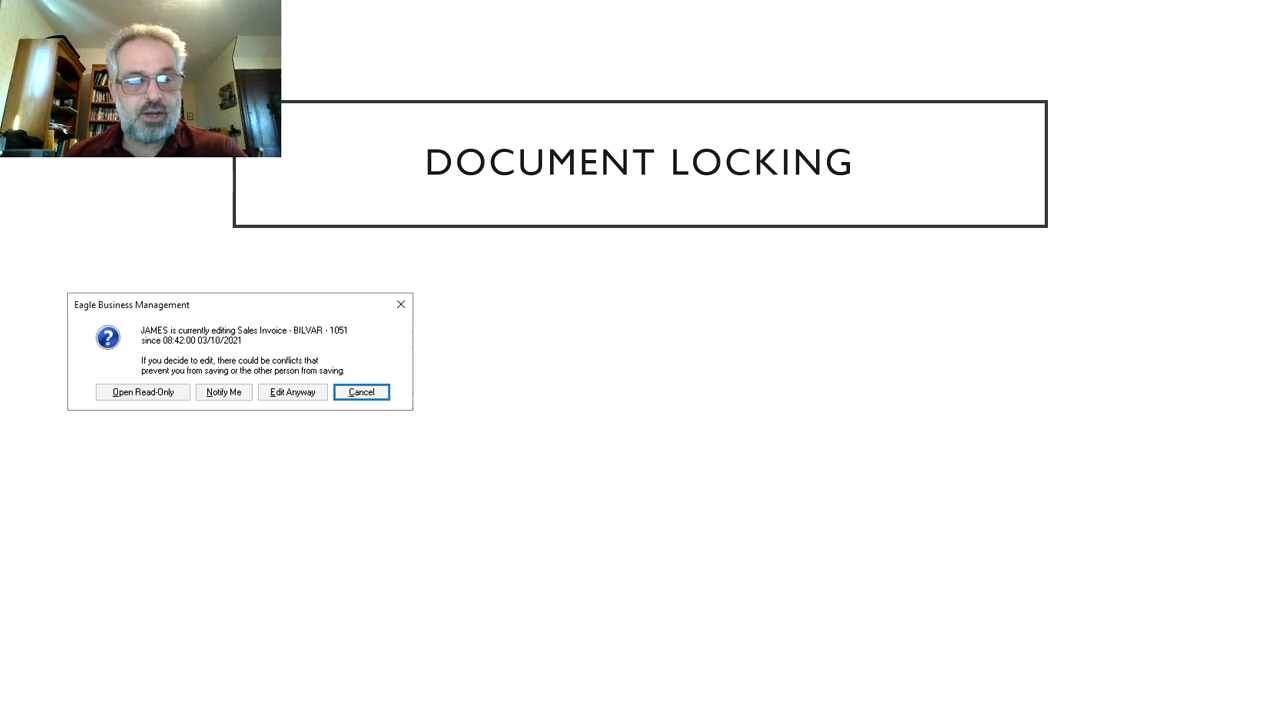 DOCUMENT LOCKING
Eagle Business Management
JAMES is currently editing Sales Invoice - BILVAR - 1051
since 08:42:00 03/10/2021
If you decide to edit, there could be conflicts that
prevent you from saving or the other person from saving.
Open Read-Only Notify Me Edit Anyway Cancel